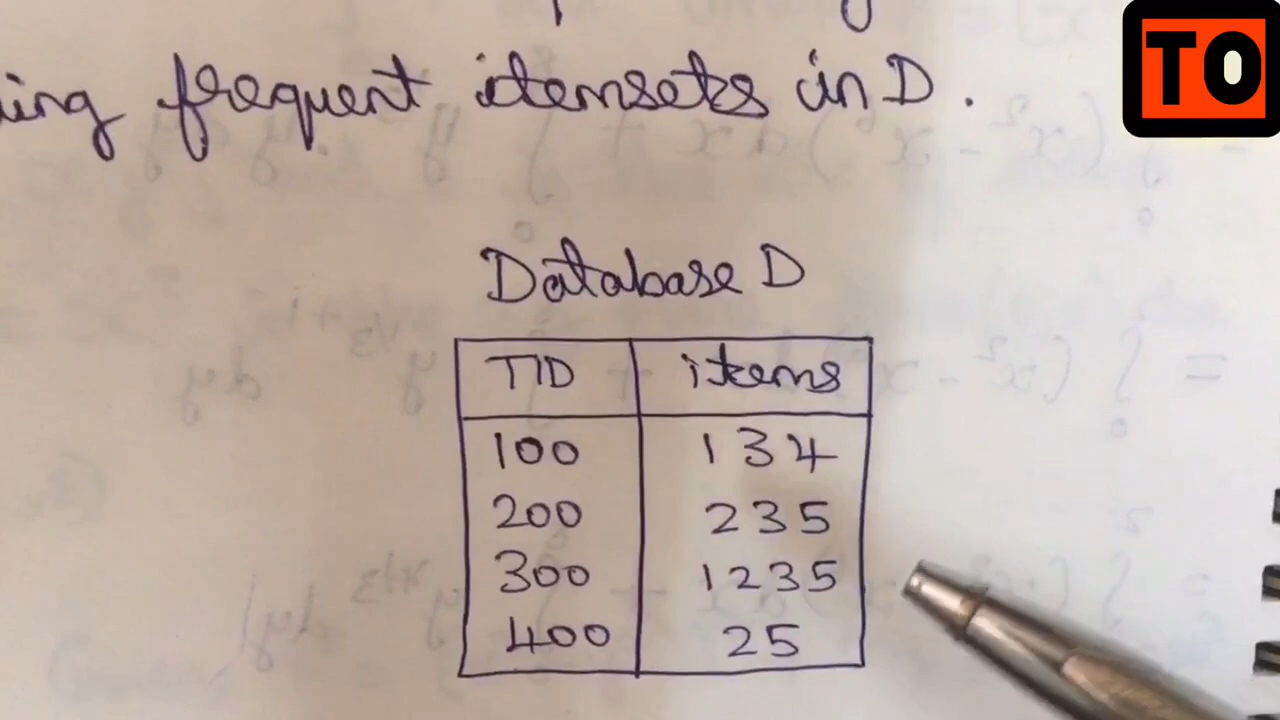 TO
frequent itemsets in D.
Database D
TID items
100 1 3 4
200 2 3 5
300 1 2 3 5
400 2 5